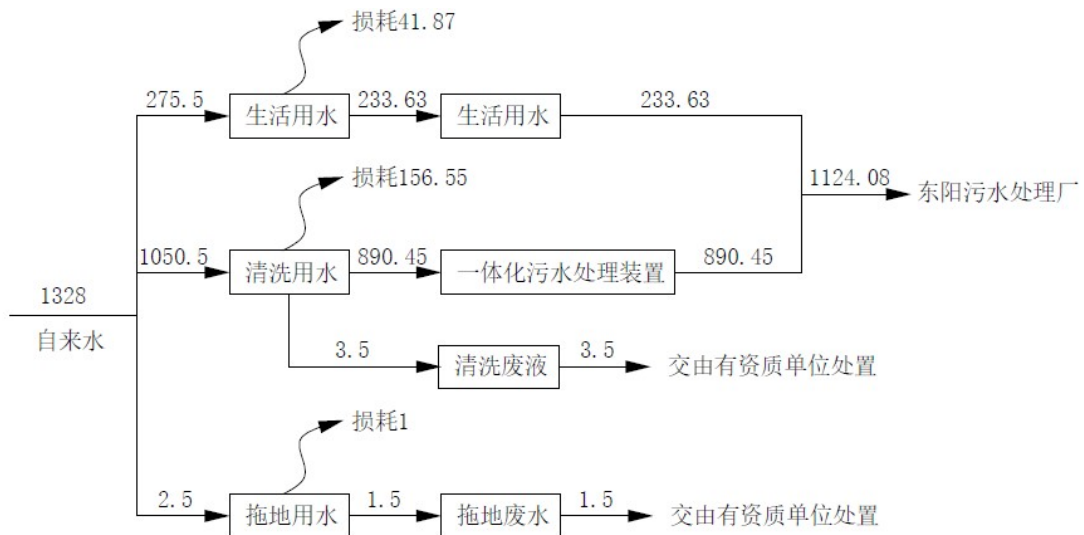 损耗41.87
275.5
生活用水
233.63
生活用水
233.63
损耗156.55
1124.08
东阳污水处理厂
1050.5
清洗用水
890.45
一体化污水处理装置
890.45
1328
自来水
3.5
清洗废液
3.5
交由有资质单位处置
损耗1
2.5
拖地用水
1.5
拖地废水
1.5
交由有资质单位处置